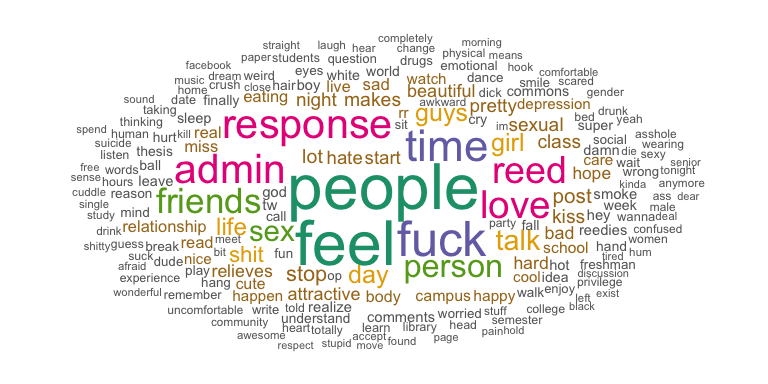 completely
straight laugh hear change morning
facebook paper students question physical means
music dream weird eyes white world drugs emotional hook comfortable
home crush close hair boy live sad watch dance smile scared
sound date finally eating night makes beautiful dick commons gender
taking sleep response rr guys awkward pretty depression drunk
spend thinking human hurt kill real sit cry im sexual bed super yeah
suicide miss time girl class social asshole
listen thesis lot hate start damn die sexy wearing
free words ball admin reed care wait wrong senior
sense hours leave people hope kinda tonight anymore
cuddle reason friends god love post smoke ass dear
single tw kiss hey week wanna deal male
study mind call party fall reedies confused
drink relationship life sex feel fuck talk bad women
shitty guess break read meet school hand tired
suck dude nice bit shit fun person hard hot freshman hum
afraid play relieves stop op day cool idea discussion
experience hang cute privilege
wonderful remember happen attractive body campus happy walk enjoy exist
uncomfortable write told realize comments worried stuff college left
community understand semester black
heart totally learn library head pain hold
awesome accept page
respect stupid move found